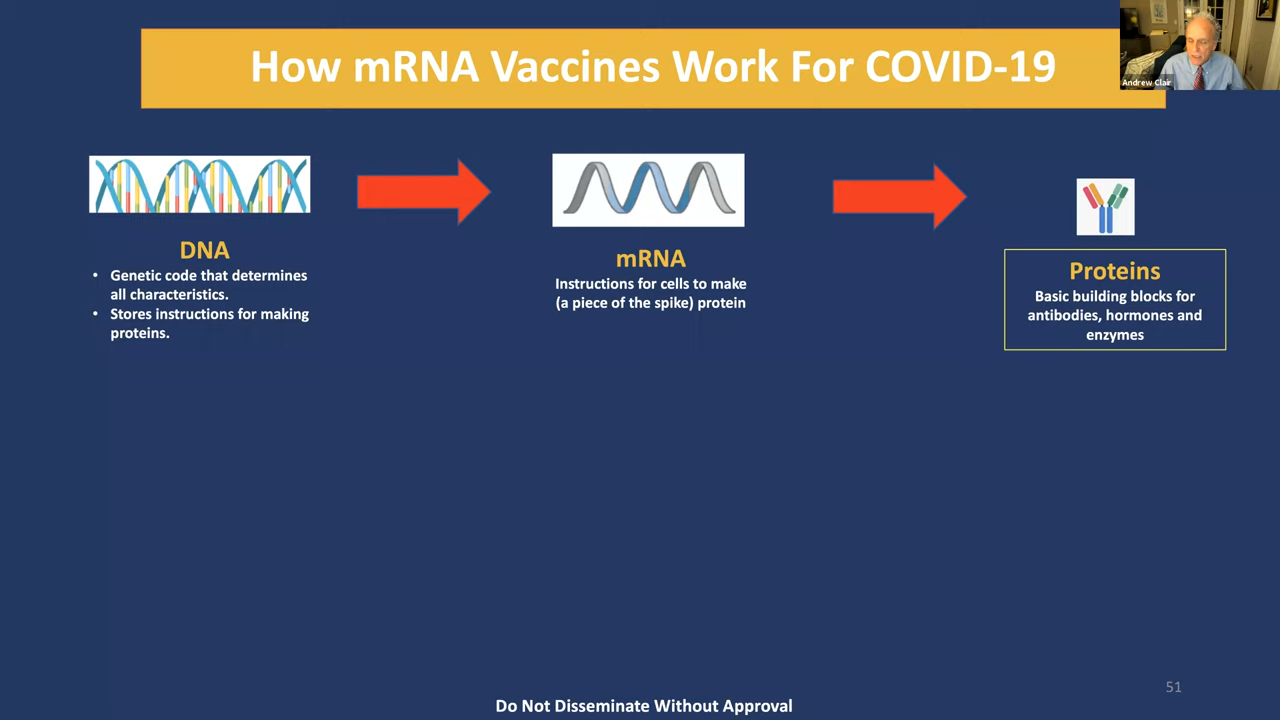 How mRNA Vaccines Work For COVID-19
Andrew Clair
DNA
• Genetic code that determines
all characteristics.
• Stores instructions for making
proteins.
mRNA
Instructions for cells to make
(a piece of the spike) protein
Proteins
Basic building blocks for
antibodies, hormones and
enzymes
51
Do Not Disseminate Without Approval